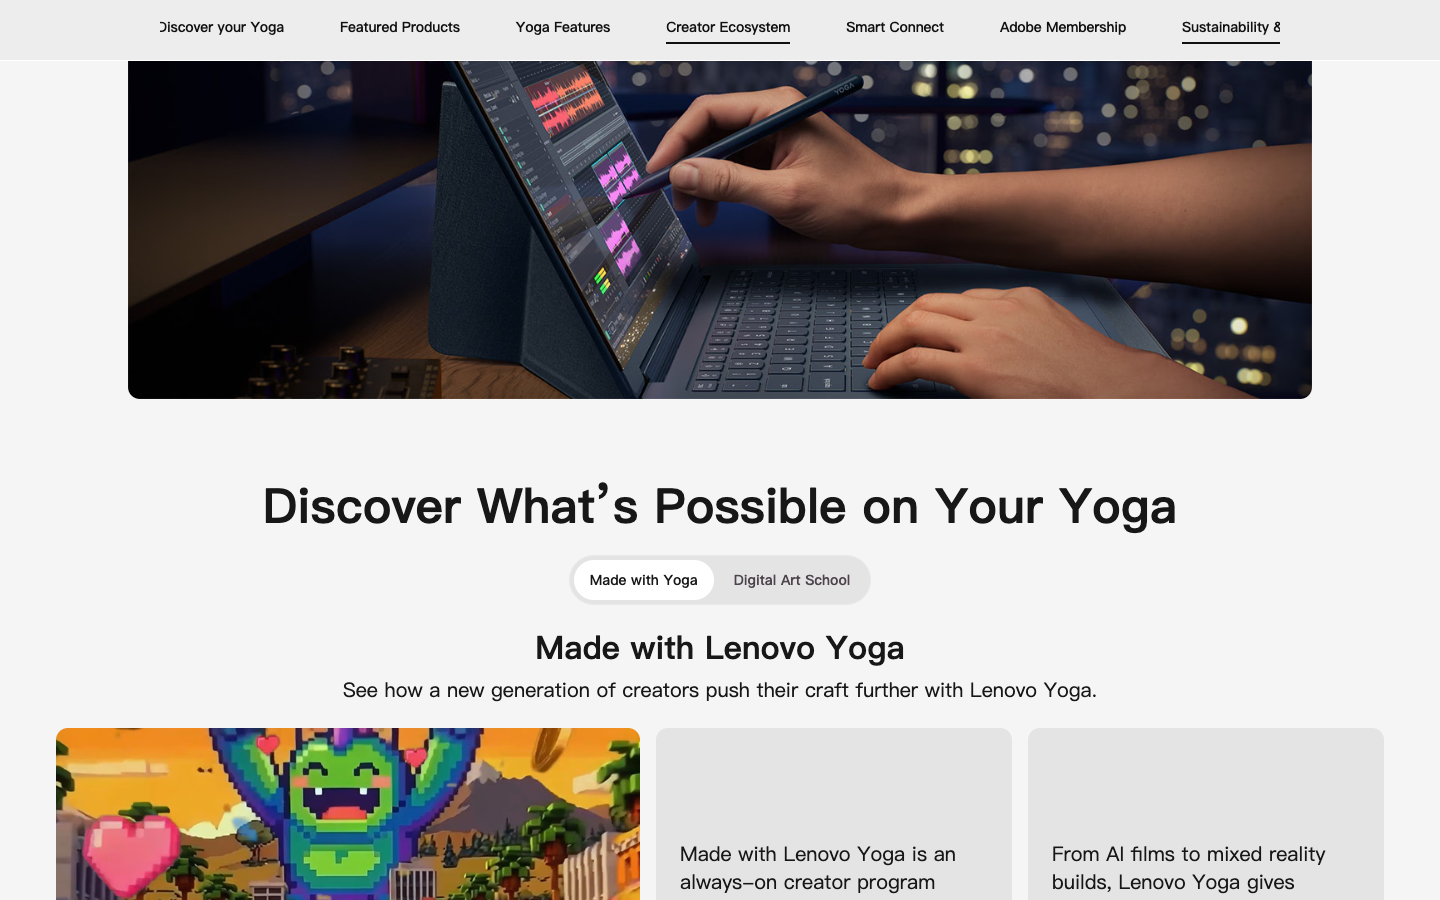 Discover your Yoga
Featured Products
Yoga Features
Creator Ecosystem
Smart Connect
Adobe Membership
Sustainability &
YOGA
Discover What's Possible on Your Yoga
Made with Yoga
Digital Art School
Made with Lenovo Yoga
See how a new generation of creators push their craft further with Lenovo Yoga.
Made with Lenovo Yoga is an
always-on creator program
From AI films to mixed reality
builds, Lenovo Yoga gives